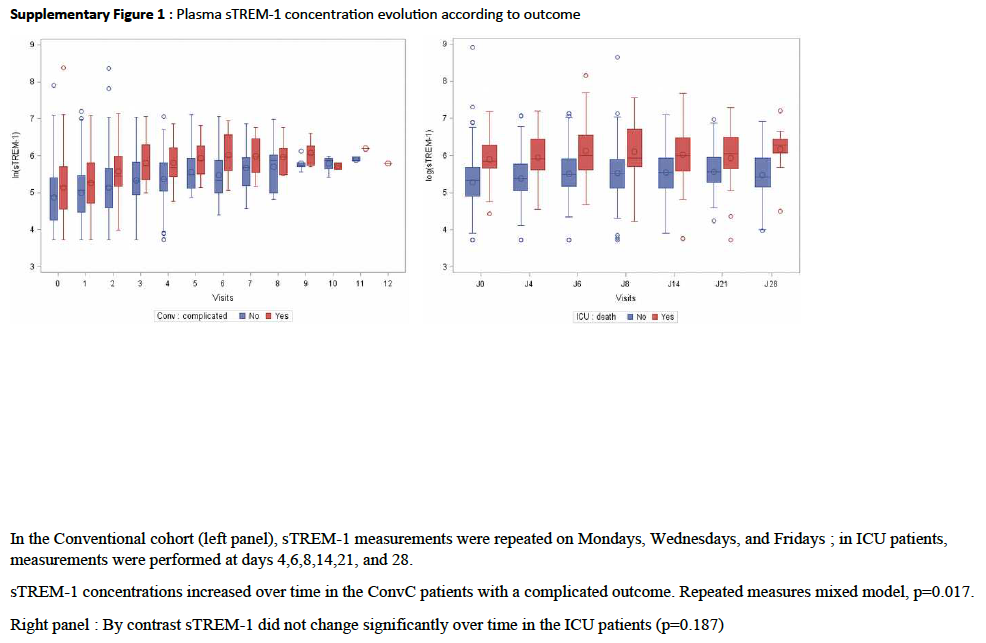 Supplementary Figure 1 : Plasma sTREM-1 concentration evolution according to outcome
9
8
7
6
5
4
3
ln(sTREM-1)
0 1 2 3 4 5 6 7 8 9 10 11 12
Visits
Conv : complicated No Yes
9
8
7
6
5
4
3
log(sTREM-1)
J0 J4 J6 J8 J14 J21 J28
Visits
ICU : death No Yes
In the Conventional cohort (left panel), sTREM-1 measurements were repeated on Mondays, Wednesdays, and Fridays ; in ICU patients,
measurements were performed at days 4,6,8,14,21, and 28.
sTREM-1 concentrations increased over time in the ConvC patients with a complicated outcome. Repeated measures mixed model, p=0.017.
Right panel : By contrast sTREM-1 did not change significantly over time in the ICU patients (p=0.187)